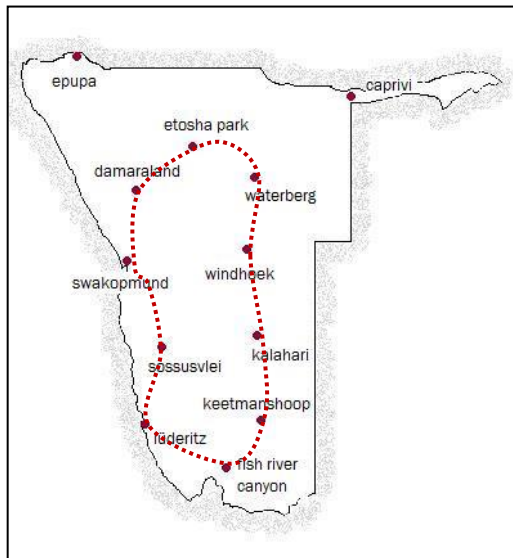 epupa
caprivi
etosha park
damaraland
waterberg
swakopmund
windhoek
sossusvlei
kalahari
keetmanshoop
lüderitz
fish river
canyon